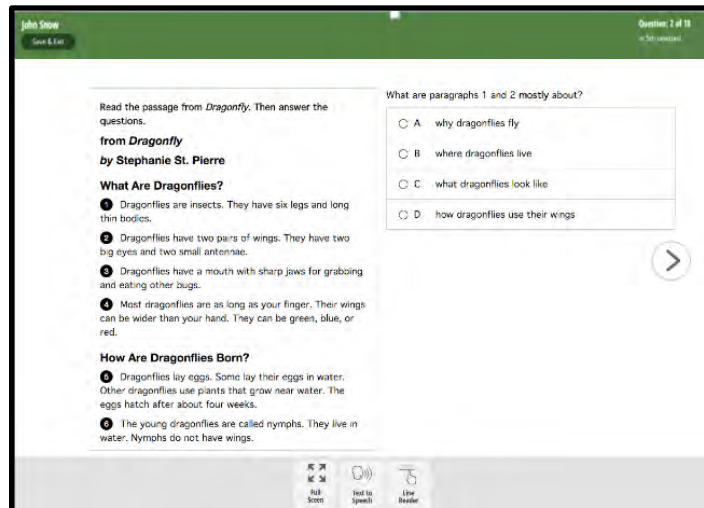 John Snow
Save & Exit
Question: 2 of 18
Read the passage from Dragonfly. Then answer the
questions.
from Dragonfly
by Stephanie St. Pierre
What Are Dragonflies?
1 Dragonflies are insects. They have six legs and long
thin bodies.
2 Dragonflies have two pairs of wings. They have two
big eyes and two small antennae.
3 Dragonflies have a mouth with sharp jaws for grabbing
and eating other bugs.
4 Most dragonflies are as long as your finger. Their wings
can be wider than your hand. They can be green, blue, or
red.
How Are Dragonflies Born?
5 Dragonflies lay eggs. Some lay their eggs in water.
Other dragonflies use plants that grow near water. The
eggs hatch after about four weeks.
6 The young dragonflies are called nymphs. They live in
water. Nymphs do not have wings.
What are paragraphs 1 and 2 mostly about?
A why dragonflies fly
B where dragonflies live
C what dragonflies look like
D how dragonflies use their wings
Full
Screen
Text to
Speech
Line
Reader